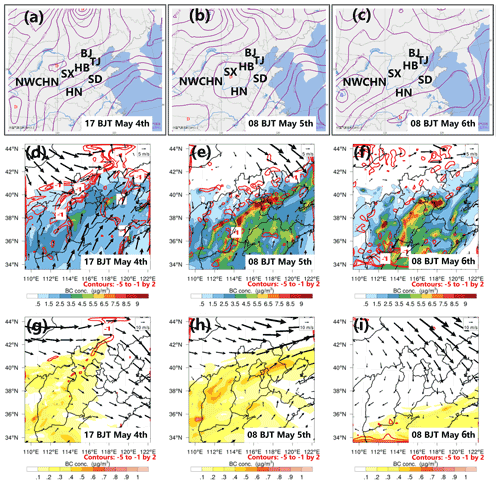 (a) (b) (c)
BJ TJ HB SX SD HN NWCHN
BJ TJ HB SX SD HN NWCHN
BJ TJ HB SX SD HN NWCHN
17 BJT May 4th 08 BJT May 5th 08 BJT May 6th
(d) (e) (f)
44°N 42°N 40°N 38°N 36°N 34°N
44°N 42°N 40°N 38°N 36°N 34°N
44°N 42°N 40°N 38°N 36°N 34°N
-1 -1 -1
17 BJT May 4th 08 BJT May 5th 08 BJT May 6th
110°E 112°E 114°E 116°E 118°E 120°E 122°E
110°E 112°E 114°E 116°E 118°E 120°E 122°E
110°E 112°E 114°E 116°E 118°E 120°E 122°E
Contours: -5 to -1 by 2 Contours: -5 to -1 by 2 Contours: -5 to -1 by 2
BC conc. (µg/m³) BC conc. (µg/m³) BC conc. (µg/m³)
.5 1.5 2.5 3.5 4.5 5.5 6.5 7.5 8.5 9
.5 1.5 2.5 3.5 4.5 5.5 6.5 7.5 8.5 9
.5 1.5 2.5 3.5 4.5 5.5 6.5 7.5 8.5 9
(g) (h) (i)
44°N 42°N 40°N 38°N 36°N 34°N
44°N 42°N 40°N 38°N 36°N 34°N
44°N 42°N 40°N 38°N 36°N 34°N
10 m/s 10 m/s 10 m/s
-1
17 BJT May 4th 08 BJT May 5th 08 BJT May 6th
110°E 112°E 114°E 116°E 118°E 120°E 122°E
110°E 112°E 114°E 116°E 118°E 120°E 122°E
110°E 112°E 114°E 116°E 118°E 120°E 122°E
Contours: -5 to -1 by 2 Contours: -5 to -1 by 2 Contours: -5 to -1 by 2
BC conc. (µg/m³) BC conc. (µg/m³) BC conc. (µg/m³)
.1 .2 .3 .4 .5 .6 .7 .8 .9 1
.1 .2 .3 .4 .5 .6 .7 .8 .9 1
.1 .2 .3 .4 .5 .6 .7 .8 .9 1